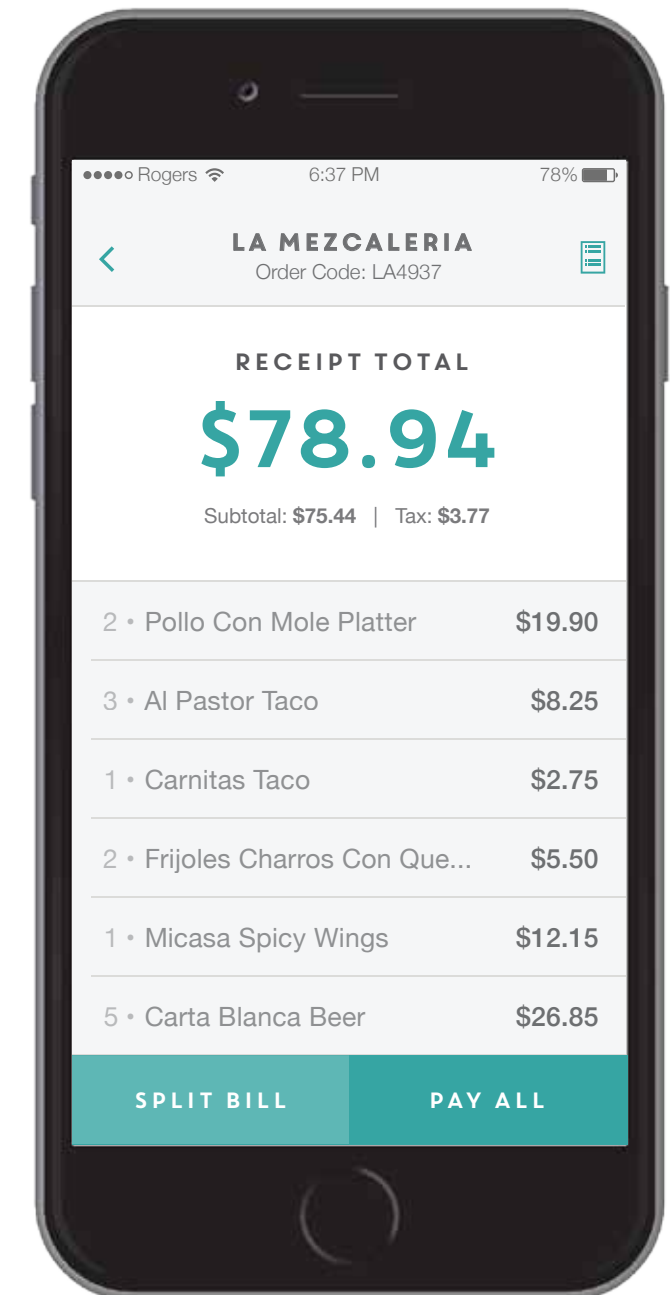 ●●●●○ Rogers 6:37 PM 78%
LA MEZCALERIA
Order Code: LA4937
RECEIPT TOTAL
$78.94
Subtotal: $75.44 | Tax: $3.77
2 • Pollo Con Mole Platter $19.90
3 • Al Pastor Taco $8.25
1 • Carnitas Taco $2.75
2 • Frijoles Charros Con Que... $5.50
1 • Micasa Spicy Wings $12.15
5 • Carta Blanca Beer $26.85
SPLIT BILL PAY ALL